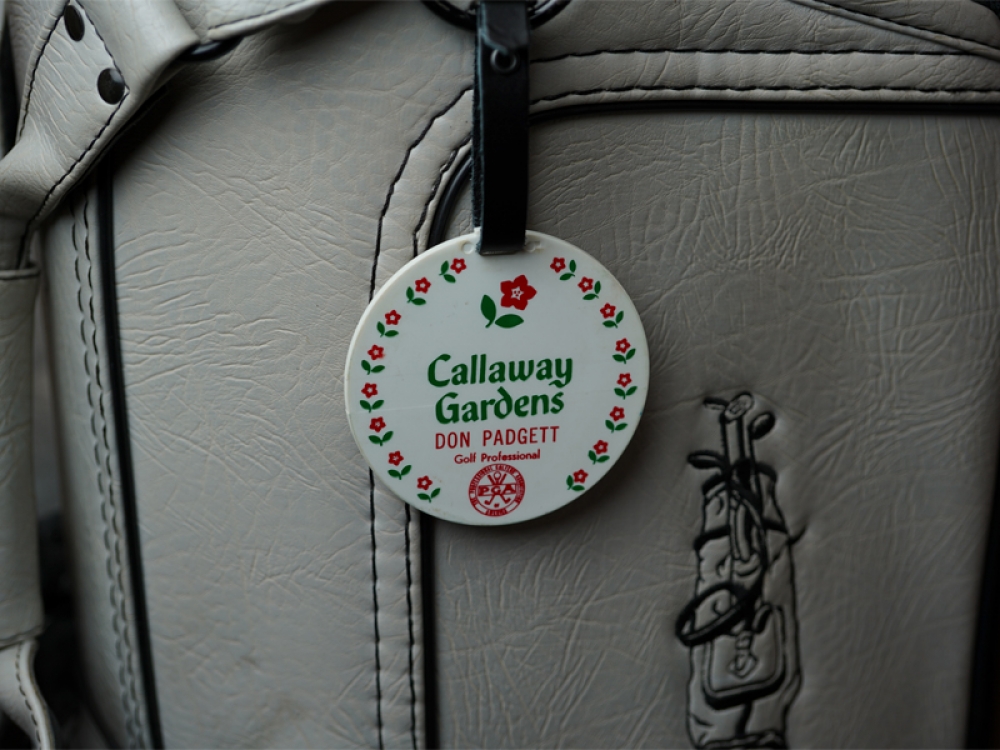 Callaway
Gardens
DON PADGETT
Golf Professional
PGA